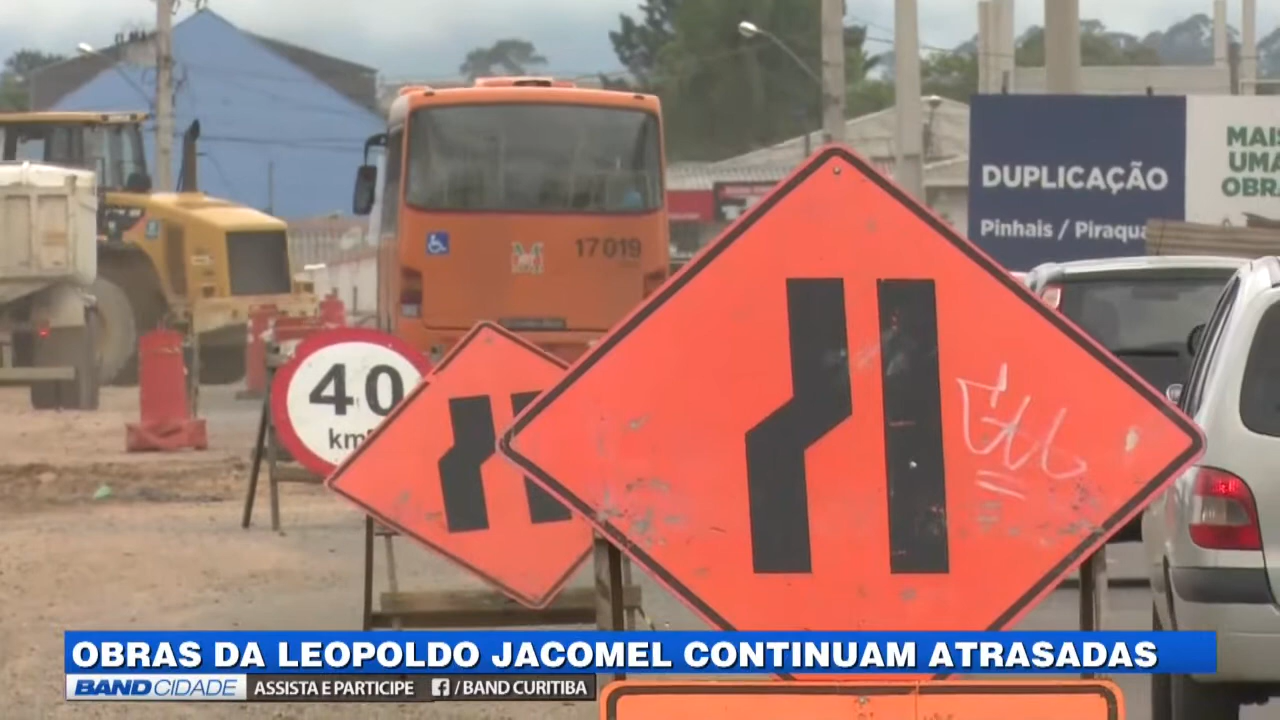 MAIS
UMA
OBRA
DUPLICAÇÃO
Pinhais / Piraqua
17019
40
km/
OBRAS DA LEOPOLDO JACOMEL CONTINUAM ATRASADAS
BAND CIDADE ASSISTA E PARTICIPE f /BAND CURITIBA